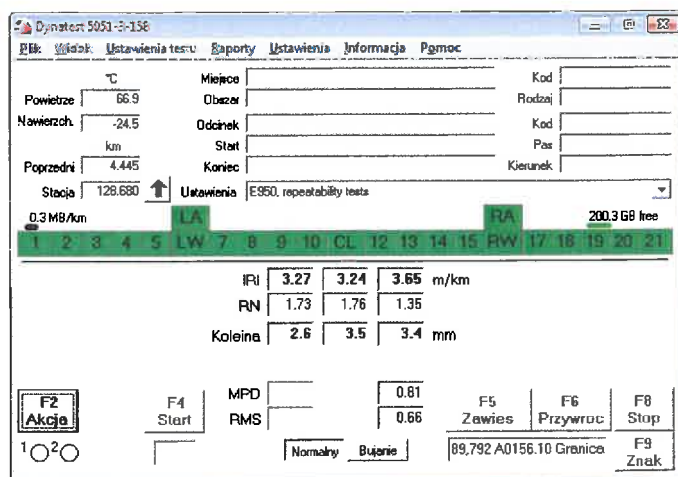 Dynatest 5051-3-158
Plik Widok Ustawienia testu Raporty Ustawienia Informacja Pomoc
°C Miejsce Kod
Powietrze 66.9 Obszar Rodzaj
Nawierzch. -24.5 Odcinek Kod
km Start Pas
Poprzedni 4.445 Koniec Kierunek
Stacja 128.680 Ustawienia E950, repeatability tests
0.3 MB/km LA RA 200.3 GB free
1 2 3 4 5 LW 7 8 9 10 CL 12 13 14 15 RW 17 18 19 20 21
IRI 3.27 3.24 3.65 m/km
RN 1.73 1.76 1.35
Koleina 2.6 3.5 3.4 mm
F2 Akcja F4 Start MPD 0.81 F5 Zawies F6 Przywroc F8 Stop
RMS 0.66
1 2 Normalny Bujanie 89,792 A0156.10 Granica F9 Znak